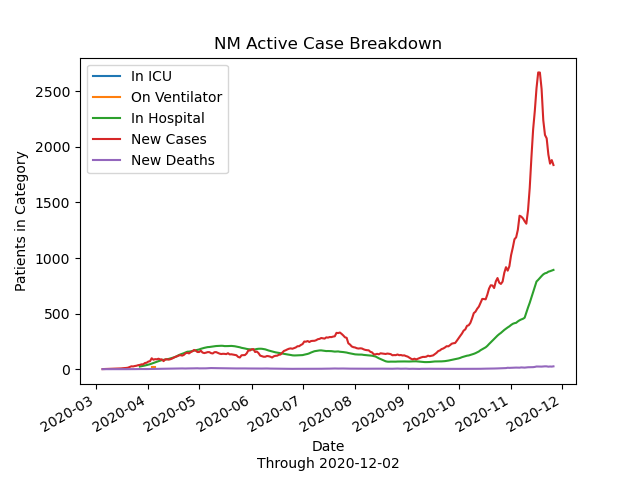 NM Active Case Breakdown
In ICU
On Ventilator
In Hospital
New Cases
New Deaths
Patients in Category
2500
2000
1500
1000
500
0
2020-03
2020-04
2020-05
2020-06
2020-07
2020-08
2020-09
2020-10
2020-11
2020-12
Date
Through 2020-12-02